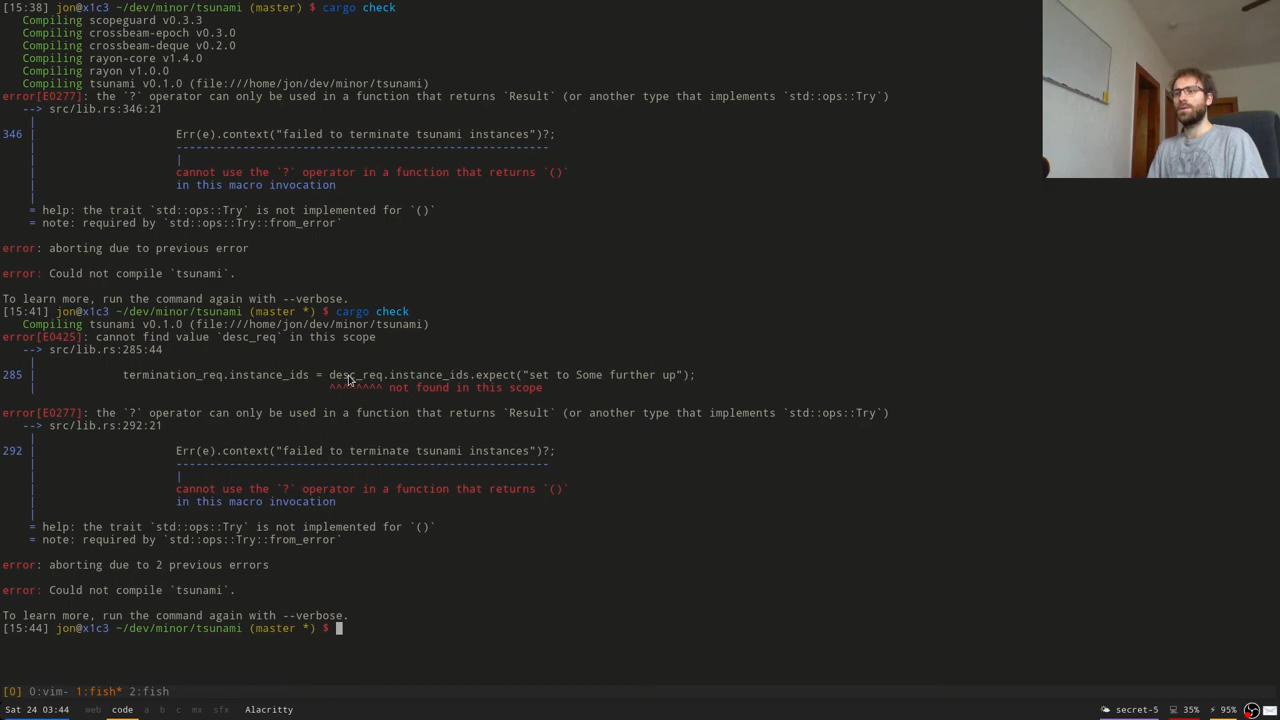 [15:38] jon@x1c3 ~/dev/minor/tsunami (master) $ cargo check
Compiling scopeguard v0.3.3
Compiling crossbeam-epoch v0.3.0
Compiling crossbeam-deque v0.2.0
Compiling rayon-core v1.4.0
Compiling rayon v1.0.0
Compiling tsunami v0.1.0 (file:///home/jon/dev/minor/tsunami)
error[E0277]: the `?` operator can only be used in a function that returns `Result` (or another type that implements `std::ops::Try`)
--> src/lib.rs:346:21
|
346 | Err(e).context("failed to terminate tsunami instances")?;
| -------------------------------------------------------
| |
| cannot use the `?` operator in a function that returns `()`
| in this macro invocation
|
= help: the trait `std::ops::Try` is not implemented for `()`
= note: required by `std::ops::Try::from_error`
error: aborting due to previous error
error: Could not compile `tsunami`.
To learn more, run the command again with --verbose.
[15:41] jon@x1c3 ~/dev/minor/tsunami (master *) $ cargo check
Compiling tsunami v0.1.0 (file:///home/jon/dev/minor/tsunami)
error[E0425]: cannot find value `desc_req` in this scope
--> src/lib.rs:285:44
|
285 | termination_req.instance_ids = desc_req.instance_ids.expect("set to Some further up");
| ^^^^^^^^ not found in this scope
error[E0277]: the `?` operator can only be used in a function that returns `Result` (or another type that implements `std::ops::Try`)
--> src/lib.rs:292:21
|
292 | Err(e).context("failed to terminate tsunami instances")?;
| -------------------------------------------------------
| |
| cannot use the `?` operator in a function that returns `()`
| in this macro invocation
|
= help: the trait `std::ops::Try` is not implemented for `()`
= note: required by `std::ops::Try::from_error`
error: aborting due to 2 previous errors
error: Could not compile `tsunami`.
To learn more, run the command again with --verbose.
[15:44] jon@x1c3 ~/dev/minor/tsunami (master *) $
[0] 0:vim- 1:fish* 2:fish
Sat 24 03:44 web code a b c mx sfx Alacritty secret-5 35% 95%